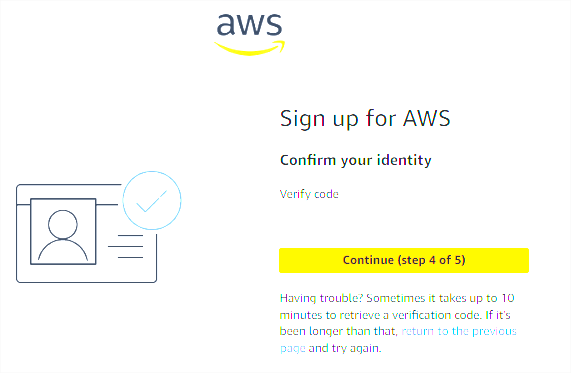 aws
Sign up for AWS
Confirm your identity
Verify code
Continue (step 4 of 5)
Having trouble? Sometimes it takes up to 10
minutes to retrieve a verification code. If it's
been longer than that, return to the previous
page and try again.